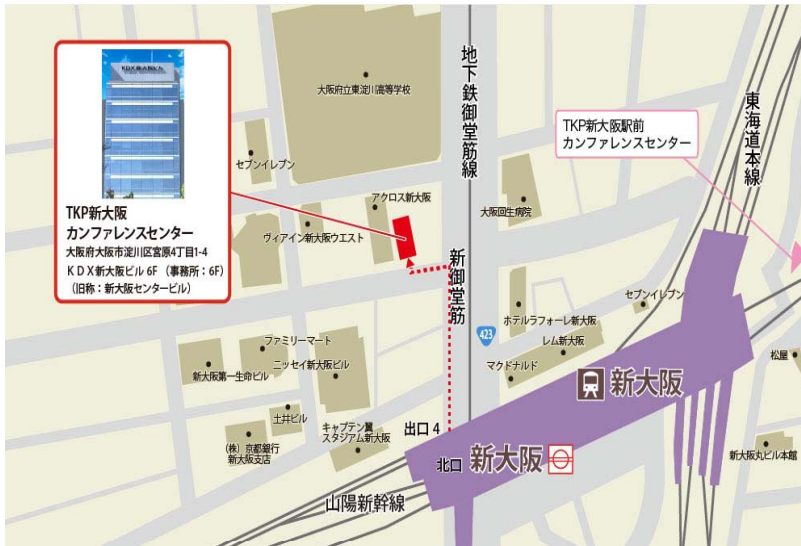 KDX新大阪ビル
TKP新大阪
カンファレンスセンター
大阪府大阪市淀川区宮原4丁目1-4
KDX新大阪ビル 6F （事務所：6F）
（旧称：新大阪センタービル）
大阪府立東淀川高等学校
地下鉄御堂筋線
東海道本線
TKP新大阪駅前
カンファレンスセンター
セブンイレブン
アクロス新大阪
大阪回生病院
ヴィアイン新大阪ウエスト
新御堂筋
セブンイレブン
ホテルラフォーレ新大阪
423
レム新大阪
マクドナルド
ファミリーマート
新大阪第一生命ビル
ニッセイ新大阪ビル
松屋
新大阪
土井ビル
キャプテン翼
スタジアム新大阪
出口 4
（株）京都銀行
新大阪支店
北口
新大阪
新大阪丸ビル本館
山陽新幹線